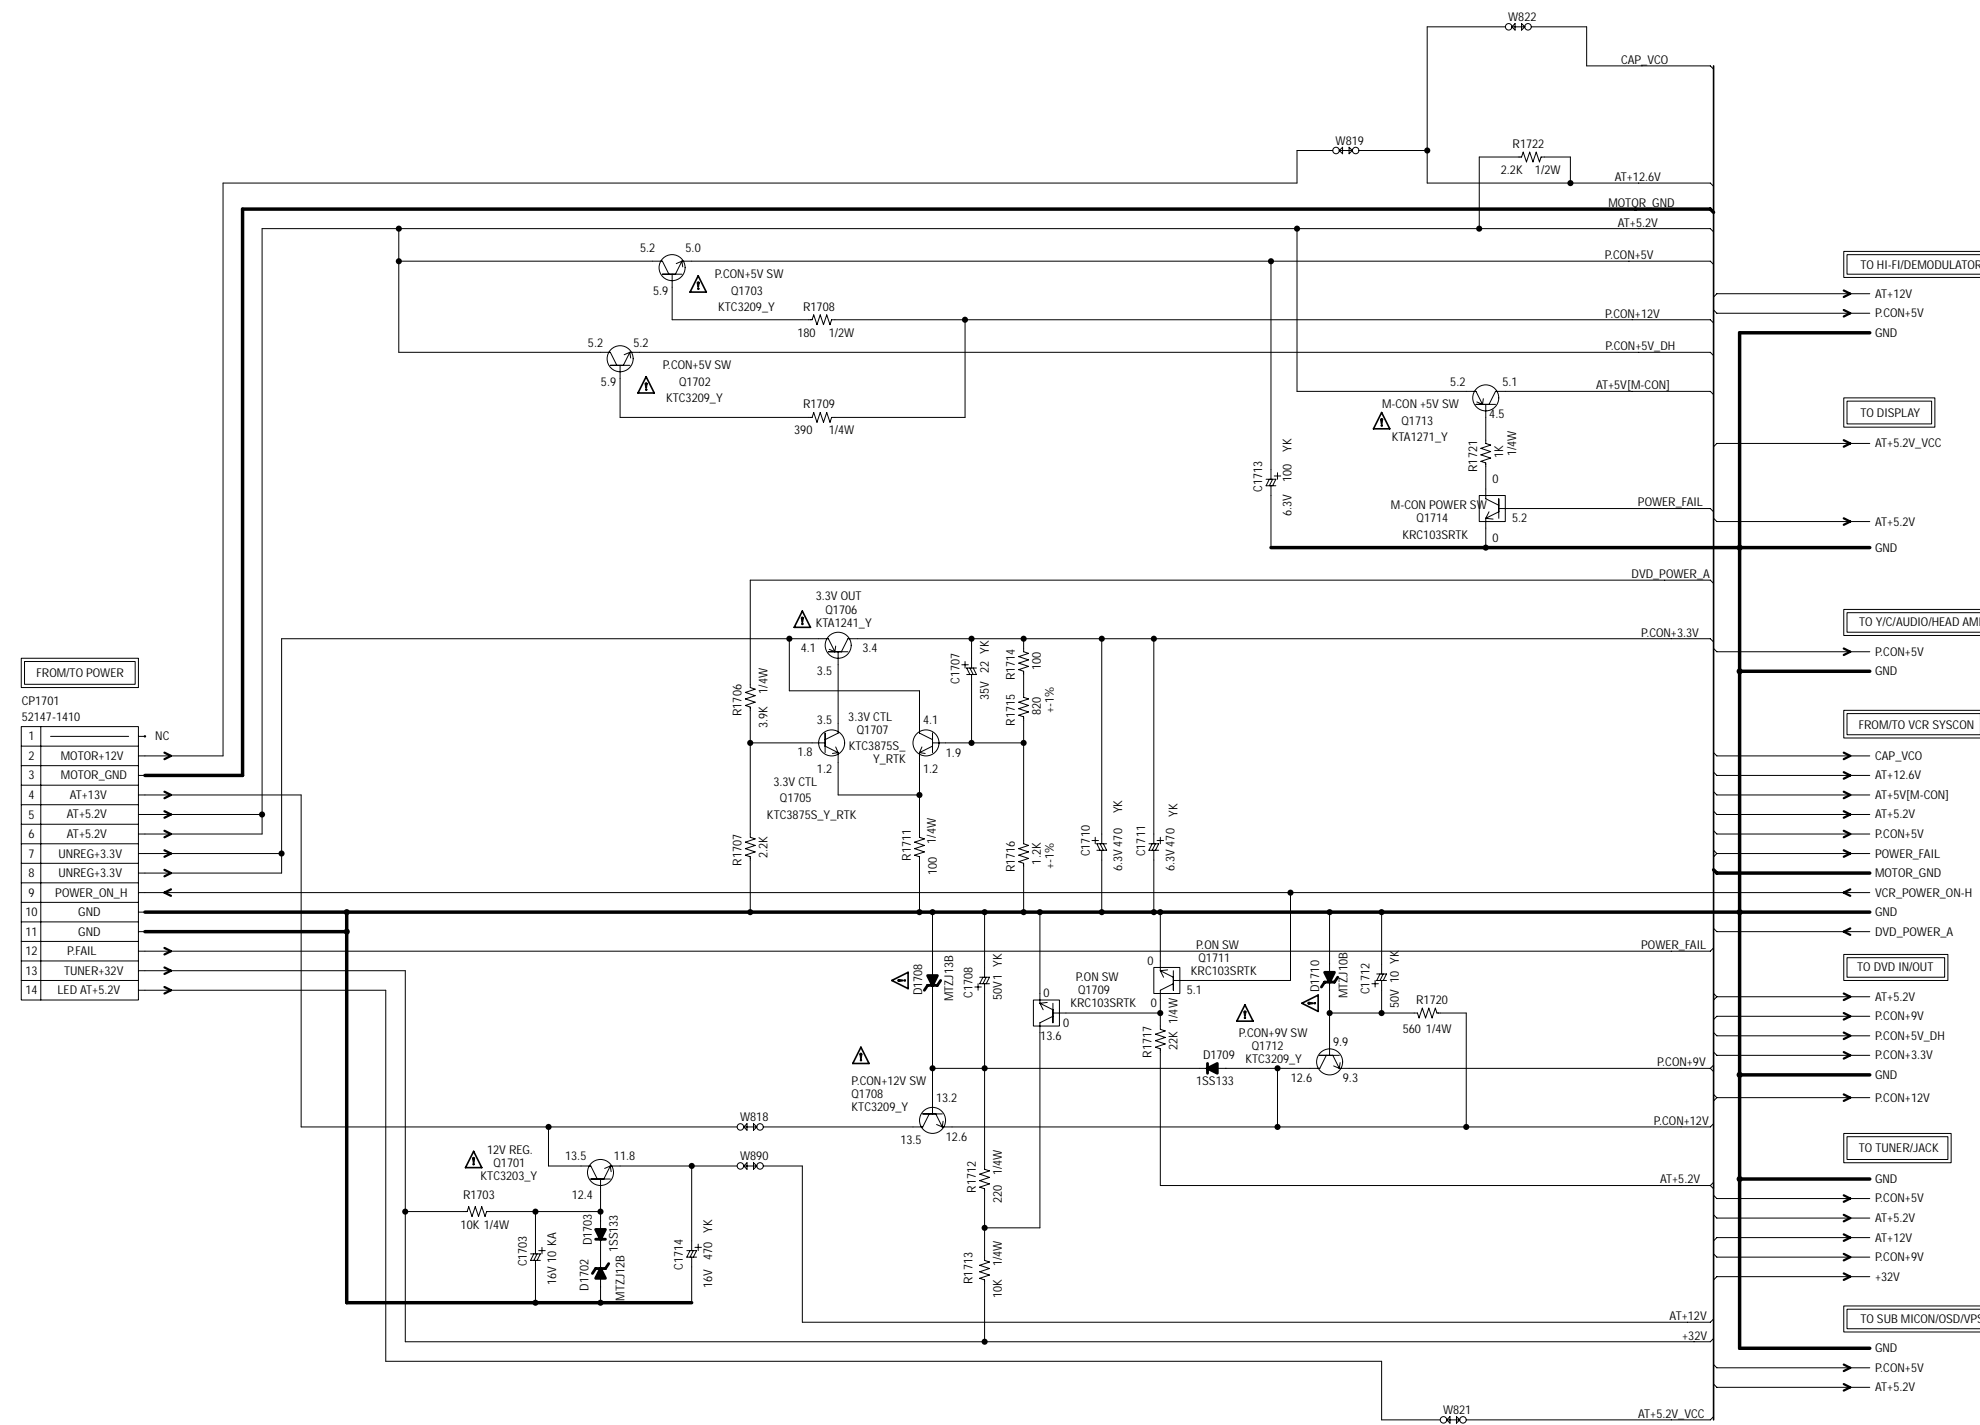 W822
CAP_VCO
W819
R1722
2.2K 1/2W
AT+12.6V
MOTOR_GND
AT+5.2V
5.2 5.0
P.CON+5V
5.9
P.CON+5V SW
Q1703
KTC3209_Y
R1708
180 1/2W
P.CON+12V
5.2 5.2
P.CON+5V_DH
5.9
P.CON+5V SW
Q1702
KTC3209_Y
R1709
390 1/4W
5.2 5.1
AT+5V[M-CON]
4.5
M-CON +5V SW
Q1713
KTA1271_Y
R1721
1K
1/4W
C1713
100 YK
6.3V
0
M-CON POWER SW
Q1714
KRC103SRTK
5.2
0
POWER_FAIL
DVD_POWER_A
3.3V OUT
Q1706
KTA1241_Y
4.1 3.4
3.5
P.CON+3.3V
R1706
3.9K
1/4W
C1707
35V 22 YK
R1714
100
R1715
820
+-1%
3.5
3.3V CTL
Q1707
KTC3875S_
Y_RTK
4.1
1.8
1.9
1.2
1.2
3.3V CTL
Q1705
KTC3875S_Y_RTK
R1707
2.2K
R1711
100
1/4W
R1716
1.2K
+-1%
C1710
6.3V 470 YK
C1711
6.3V 470 YK
FROM/TO POWER
CP1701
52147-1410
1 NC
2 MOTOR+12V
3 MOTOR_GND
4 AT+13V
5 AT+5.2V
6 AT+5.2V
7 UNREG+3.3V
8 UNREG+3.3V
9 POWER_ON_H
10 GND
11 GND
12 P.FAIL
13 TUNER+32V
14 LED AT+5.2V
POWER_FAIL
D1708
MTZJ13B
C1708
50V1 YK
P.ON SW
Q1709
KRC103SRTK
0
0
13.6
P.ON SW
Q1711
KRC103SRTK
0
5.1
0
R1717
22K
1/4W
D1710
MTZJ10B
C1712
50V 10 YK
R1720
560 1/4W
P.CON+9V SW
Q1712
KTC3209_Y
9.9
12.6 9.3
D1709
1SS133
P.CON+9V
P.CON+12V SW
Q1708
KTC3209_Y
13.2
13.5 12.6
P.CON+12V
W818
12V REG.
Q1701
KTC3203_Y
13.5 11.8
12.4
W890
R1703
10K 1/4W
C1703
16V 10 KA
D1703
1SS133
D1702
MTZJ12B
C1714
16V 470 YK
R1712
220
1/4W
R1713
10K
1/4W
AT+5.2V
AT+12V
+32V
W821
AT+5.2V_VCC
TO HI-FI/DEMODULATOR
AT+12V
P.CON+5V
GND
TO DISPLAY
AT+5.2V_VCC
AT+5.2V
GND
TO Y/C/AUDIO/HEAD
P.CON+5V
GND
FROM/TO VCR SYSCON
CAP_VCO
AT+12.6V
AT+5V[M-CON]
AT+5.2V
P.CON+5V
POWER_FAIL
MOTOR_GND
VCR_POWER_ON-H
GND
DVD_POWER_A
TO DVD IN/OUT
AT+5.2V
P.CON+9V
P.CON+5V_DH
P.CON+3.3V
GND
P.CON+12V
TO TUNER/JACK
GND
P.CON+5V
AT+5.2V
AT+12V
P.CON+9V
+32V
TO SUB MICON/OSD/VPS
GND
P.CON+5V
AT+5.2V